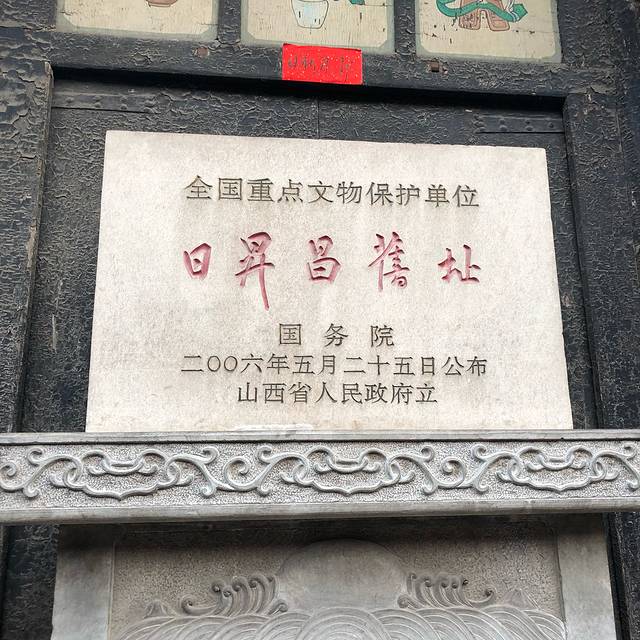 全国重点文物保护单位
日昇昌舊址
国务院
二〇〇六年五月二十五日公布
山西省人民政府立